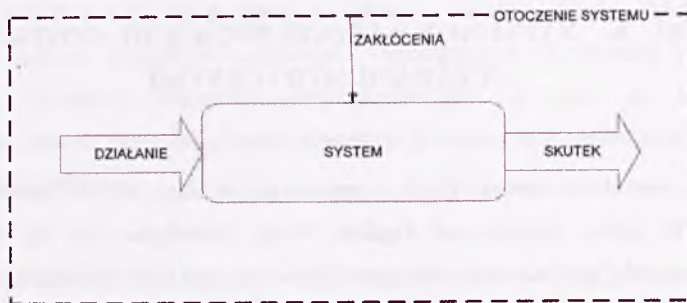 OTOCZENIE SYSTEMU
ZAKŁÓCENIA
DZIAŁANIE
SYSTEM
SKUTEK